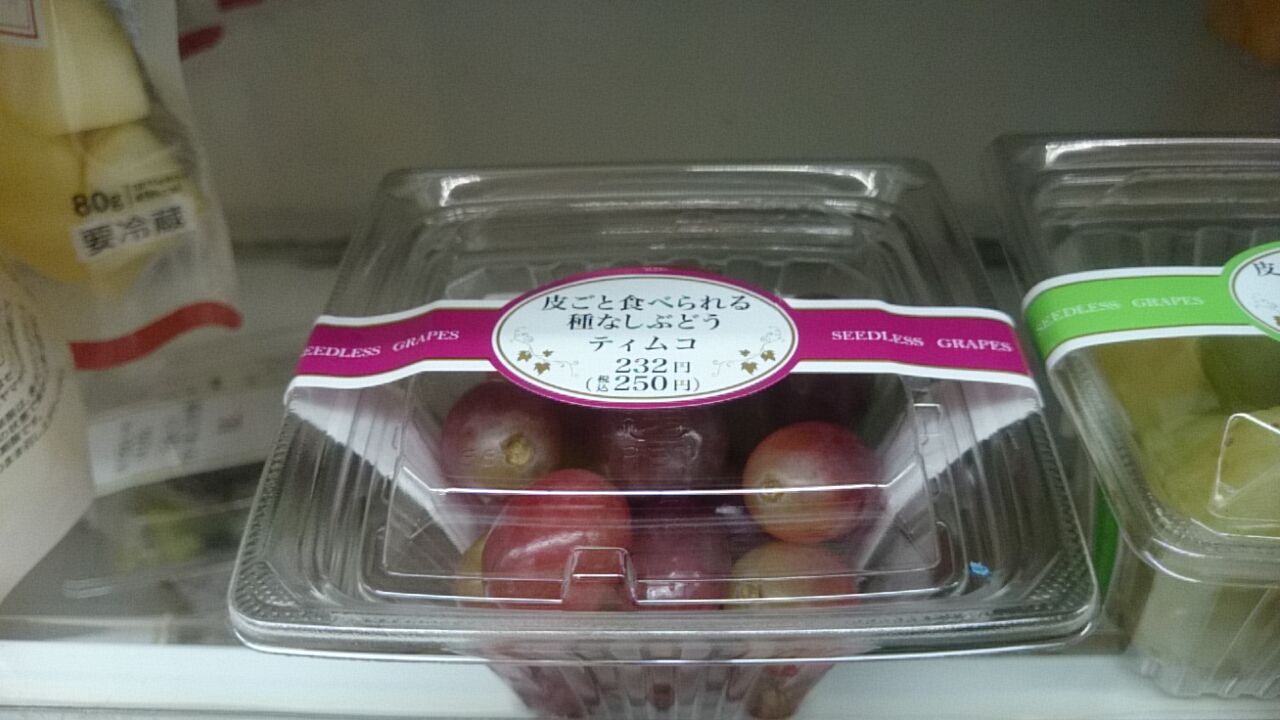 80g
要冷蔵
皮ごと食べられる
種なしぶどう
ティムコ
232円
(税込250円)
SEEDLESS GRAPES
SEEDLESS GRAPES
SEEDLESS GRAPES
皮